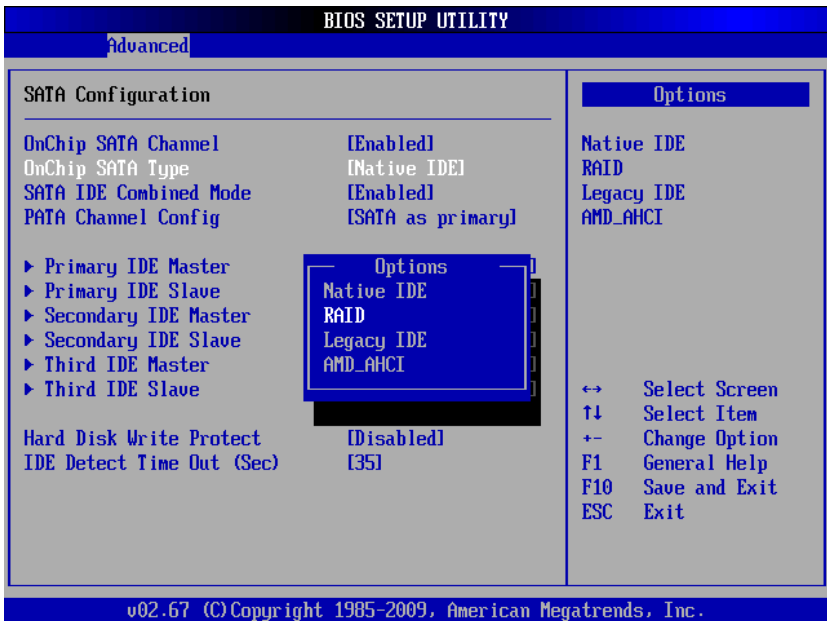 BIOS SETUP UTILITY
Advanced
SATA Configuration
OnChip SATA Channel [Enabled]
OnChip SATA Type [Native IDE]
SATA IDE Combined Mode [Enabled]
PATA Channel Config [SATA as primary]
Primary IDE Master
Primary IDE Slave
Secondary IDE Master
Secondary IDE Slave
Third IDE Master
Third IDE Slave
Hard Disk Write Protect [Disabled]
IDE Detect Time Out (Sec) [35]
Options
Native IDE
RAID
Legacy IDE
AMD_AHCI
Options
Native IDE
RAID
Legacy IDE
AMD_AHCI
↔ Select Screen
↑↓ Select Item
+- Change Option
F1 General Help
F10 Save and Exit
ESC Exit
v02.67 (C)Copyright 1985-2009, American Megatrends, Inc.